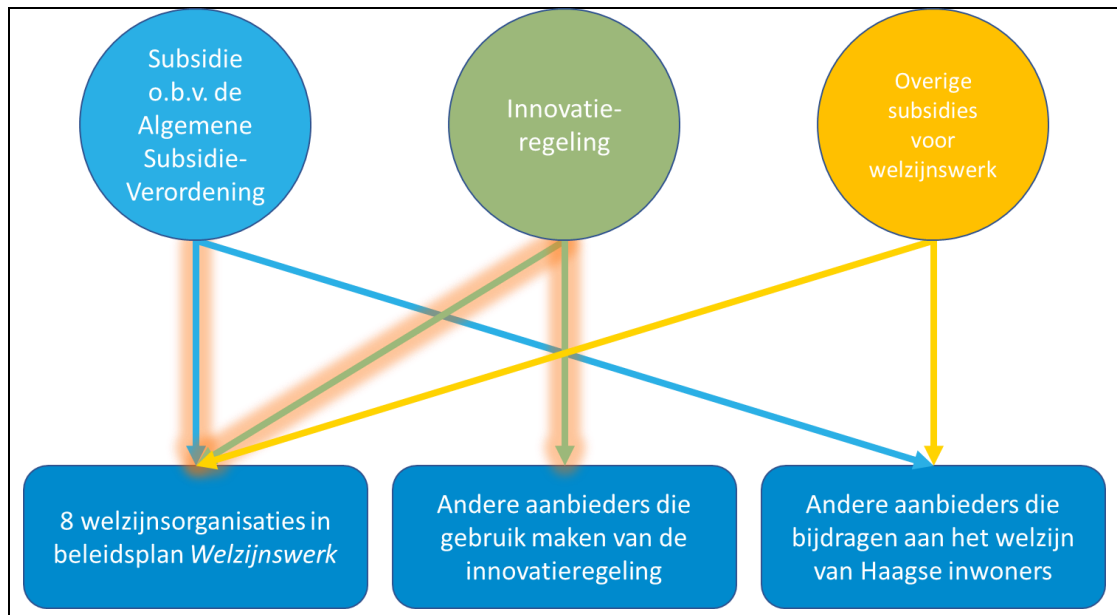 Subsidie
o.b.v. de
Algemene
Subsidie-
Verordening
Innovatie-
regeling
Overige
subsidies
voor
welzijnswerk
8 welzijnsorganisaties in
beleidsplan Welzijnswerk
Andere aanbieders die
gebruik maken van de
innovatieregeling
Andere aanbieders die
bijdragen aan het welzijn
van Haagse inwoners